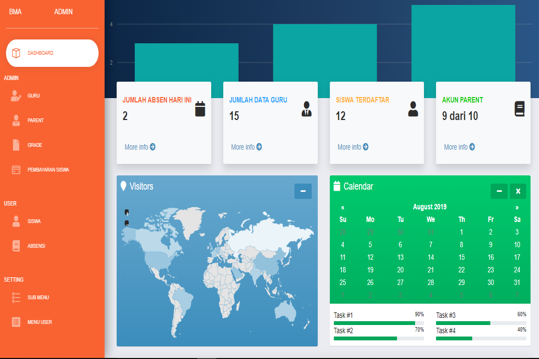 BMA ADMIN
DASHBOARD
ADMIN
GURU
PARENT
GRADE
PEMBAYARAN SISWA
USER
SISWA
ABSENSI
SETTING
SUB MENU
MENU USER
4
2
JUMLAH ABSEN HARI INI
2
More info
JUMLAH DATA GURU
15
More info
SISWA TERDAFTAR
12
More info
AKUN PARENT
9 dari 10
More info
Visitors
Calendar
« August 2019 »
Su Mo Tu We Th Fr Sa
1 2 3
4 5 6 7 8 9 10
11 12 13 14 15 16 17
18 19 20 21 22 23 24
25 26 27 28 29 30 31
Task #1 90%
Task #2 70%
Task #3 60%
Task #4 40%